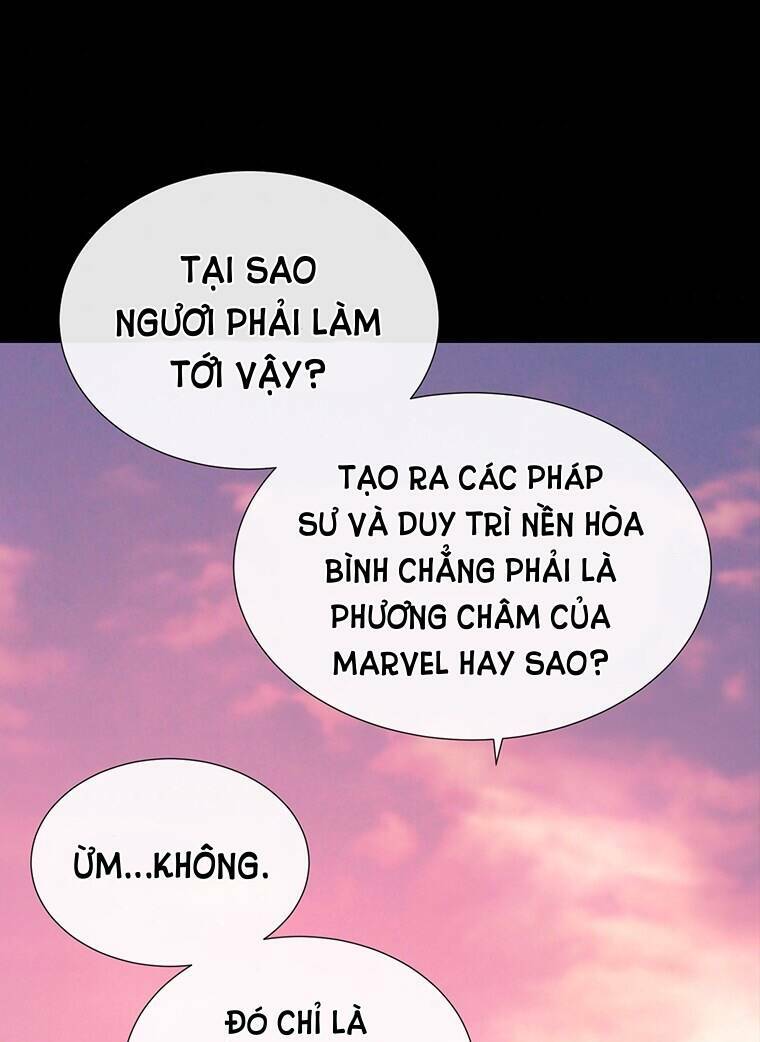 TẠI SAO
NGƯƠI PHẢI LÀM
TỚI VẬY?
TẠO RA CÁC PHÁP
SƯ VÀ DUY TRÌ NỀN HÒA
BÌNH CHẲNG PHẢI LÀ
PHƯƠNG CHÂM CỦA
MARVEL HAY SAO?
ỪM...KHÔNG.
ĐÓ CHỈ LÀ